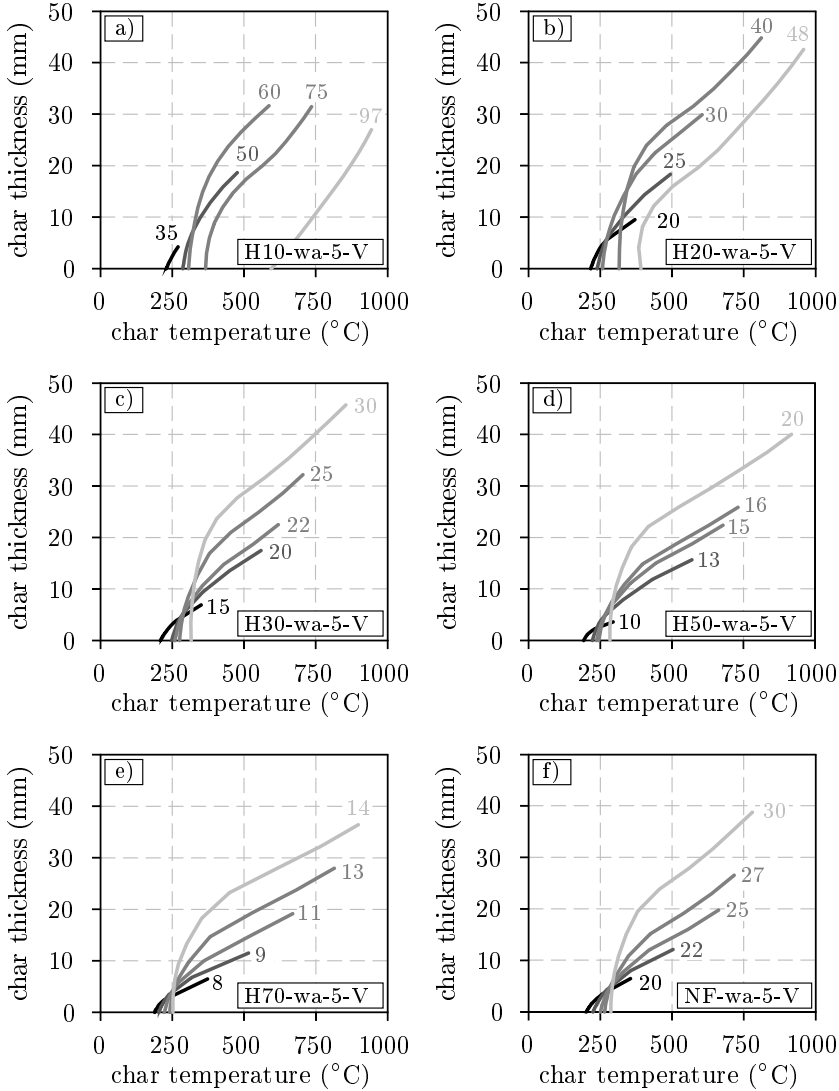 a)
char thickness (mm)
50
40
30
20
10
0
60
75
97
50
35
H10-wa-5-V
0 250 500 750 1000
char temperature (°C)
b)
char thickness (mm)
50
40
30
20
10
0
40
48
30
25
20
H20-wa-5-V
0 250 500 750 1000
char temperature (°C)
c)
char thickness (mm)
50
40
30
20
10
0
30
25
22
20
15
H30-wa-5-V
0 250 500 750 1000
char temperature (°C)
d)
char thickness (mm)
50
40
30
20
10
0
20
16
15
13
10
H50-wa-5-V
0 250 500 750 1000
char temperature (°C)
e)
char thickness (mm)
50
40
30
20
10
0
14
13
11
9
8
H70-wa-5-V
0 250 500 750 1000
char temperature (°C)
f)
char thickness (mm)
50
40
30
20
10
0
30
27
25
22
20
NF-wa-5-V
0 250 500 750 1000
char temperature (°C)